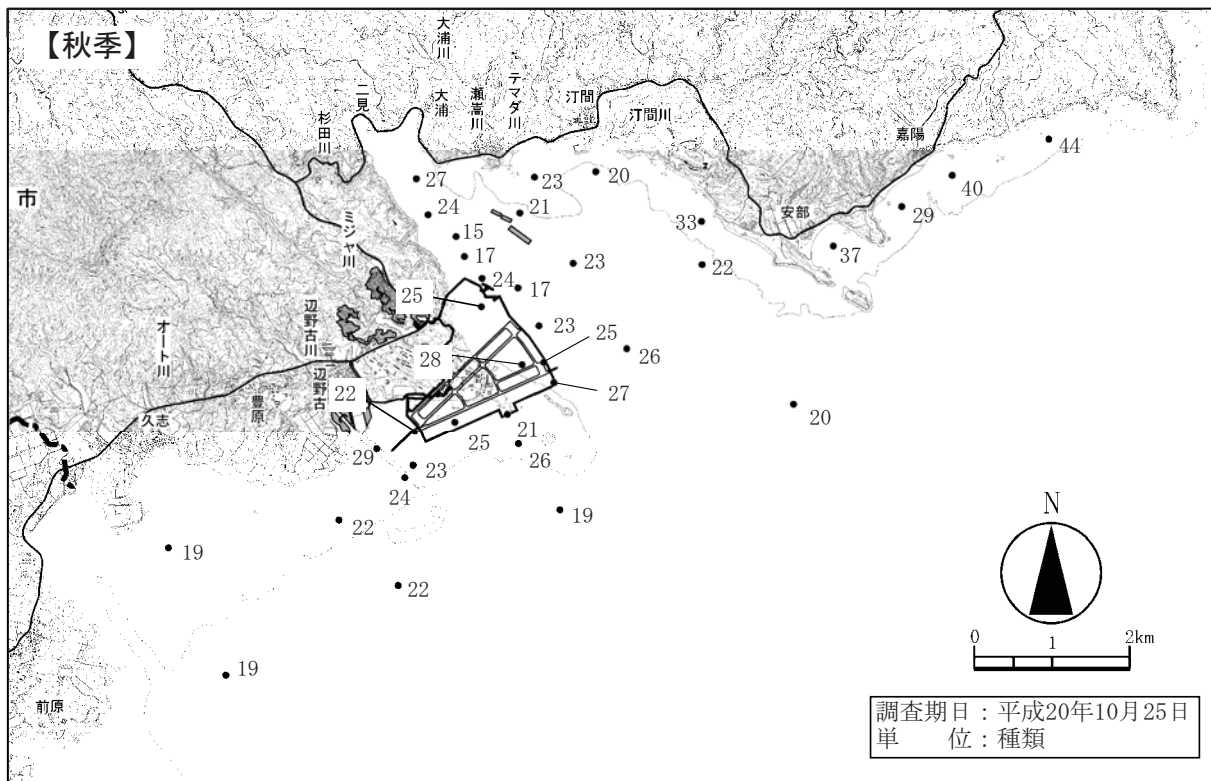 【秋季】
大浦川
テマダ川
瀬嵩川
大浦
二見
杉田川
汀間
汀間川
嘉陽
安部
市
ミジャ川
辺野古川
オート川
辺野古
豊原
久志
前原
44
40
29
37
20
23
27
33
24
21
15
17
23
22
24
17
25
23
25
26
28
27
22
20
21
25
26
29
23
24
19
22
19
22
19
N
0
1
2km
調査期日:平成20年10月25日
単 位:種類